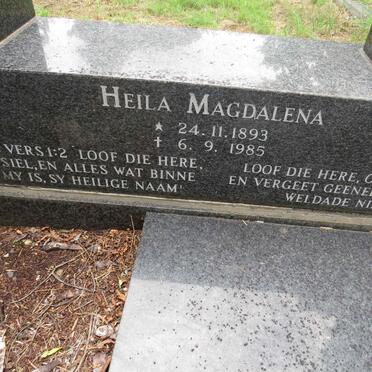 HEILA MAGDALENA
* 24.11.1893
† 6.9.1985
VERS 1:2 'LOOF DIE HERE,
SIEL, EN ALLES WAT BINNE
MY IS, SY HEILIGE NAAM'
LOOF DIE HERE,
EN VERGEET GEENE
WELDADE